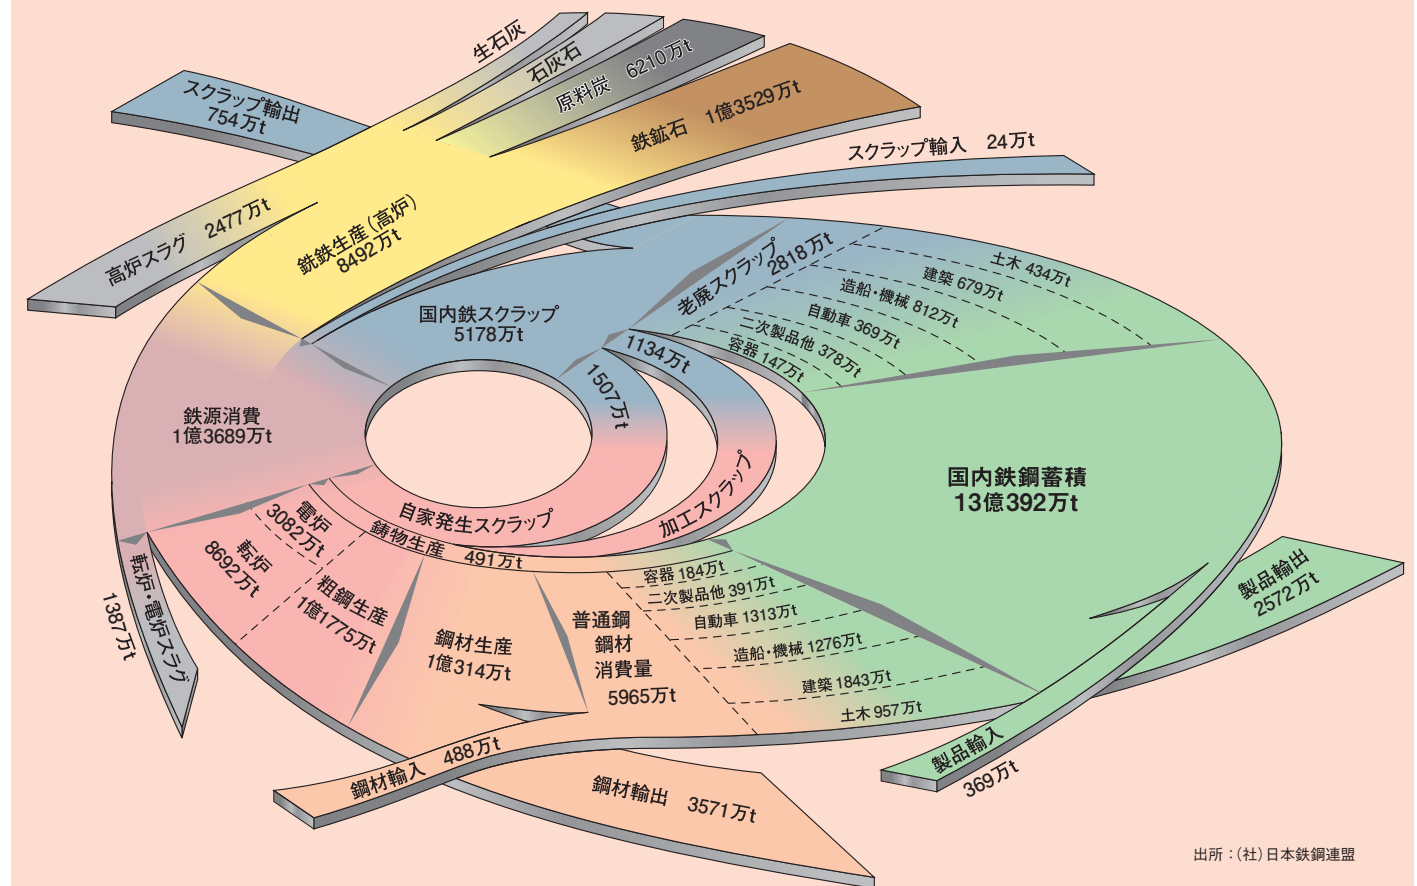 生石灰
石灰石
原料炭 6210万t
鉄鉱石 1億3529万t
スクラップ輸出
754万t
スクラップ輸入 24万t
高炉スラグ 2477万t
銑鉄生産（高炉）
8492万t
国内鉄スクラップ
5178万t
老廃スクラップ
2818万t
土木 434万t
建築 679万t
造船・機械 812万t
自動車 369万t
二次製品他 378万t
容器 147万t
1134万t
1507万t
鉄源消費
1億3689万t
国内鉄鋼蓄積
13億392万t
自家発生スクラップ
加工スクラップ
鋳物生産 491万t
電炉
3082万t
転炉
8692万t
粗鋼生産
1億1775万t
転炉・電炉スラグ
1387万t
鋼材生産
1億314万t
普通鋼
鋼材
消費量
5965万t
容器 184万t
二次製品他 391万t
自動車 1313万t
造船・機械 1276万t
建築 1843万t
土木 957万t
製品輸出
2572万t
製品輸入
369万t
鋼材輸入 488万t
鋼材輸出 3571万t
出所：（社）日本鉄鋼連盟